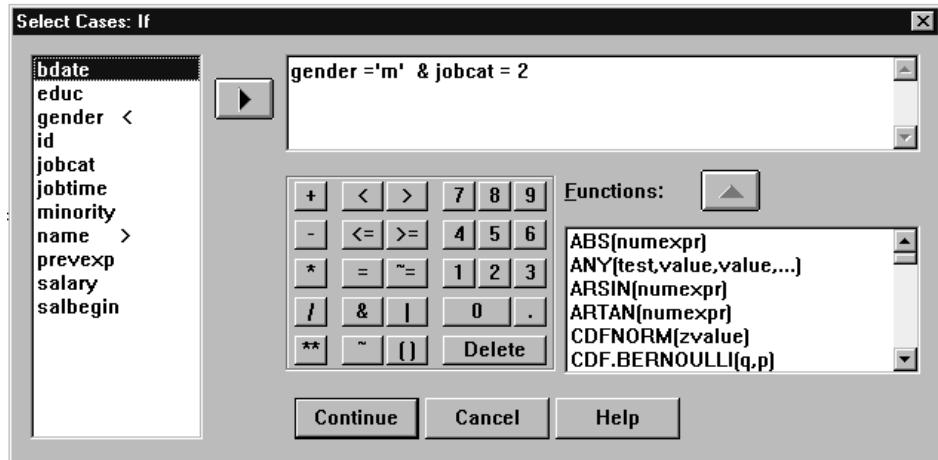 Select Cases: If
bdate
educ
gender <
id
jobcat
jobtime
minority
name >
prevexp
salary
salbegin
gender ='m' & jobcat = 2
+ < > 7 8 9
- <= >= 4 5 6
* = ~= 1 2 3
/ & | 0 .
** ~ () Delete
Functions:
ABS(numexpr)
ANY(test,value,value,...)
ARSIN(numexpr)
ARTAN(numexpr)
CDFNORM(zvalue)
CDF.BERNOULLI(q,p)
Continue Cancel Help